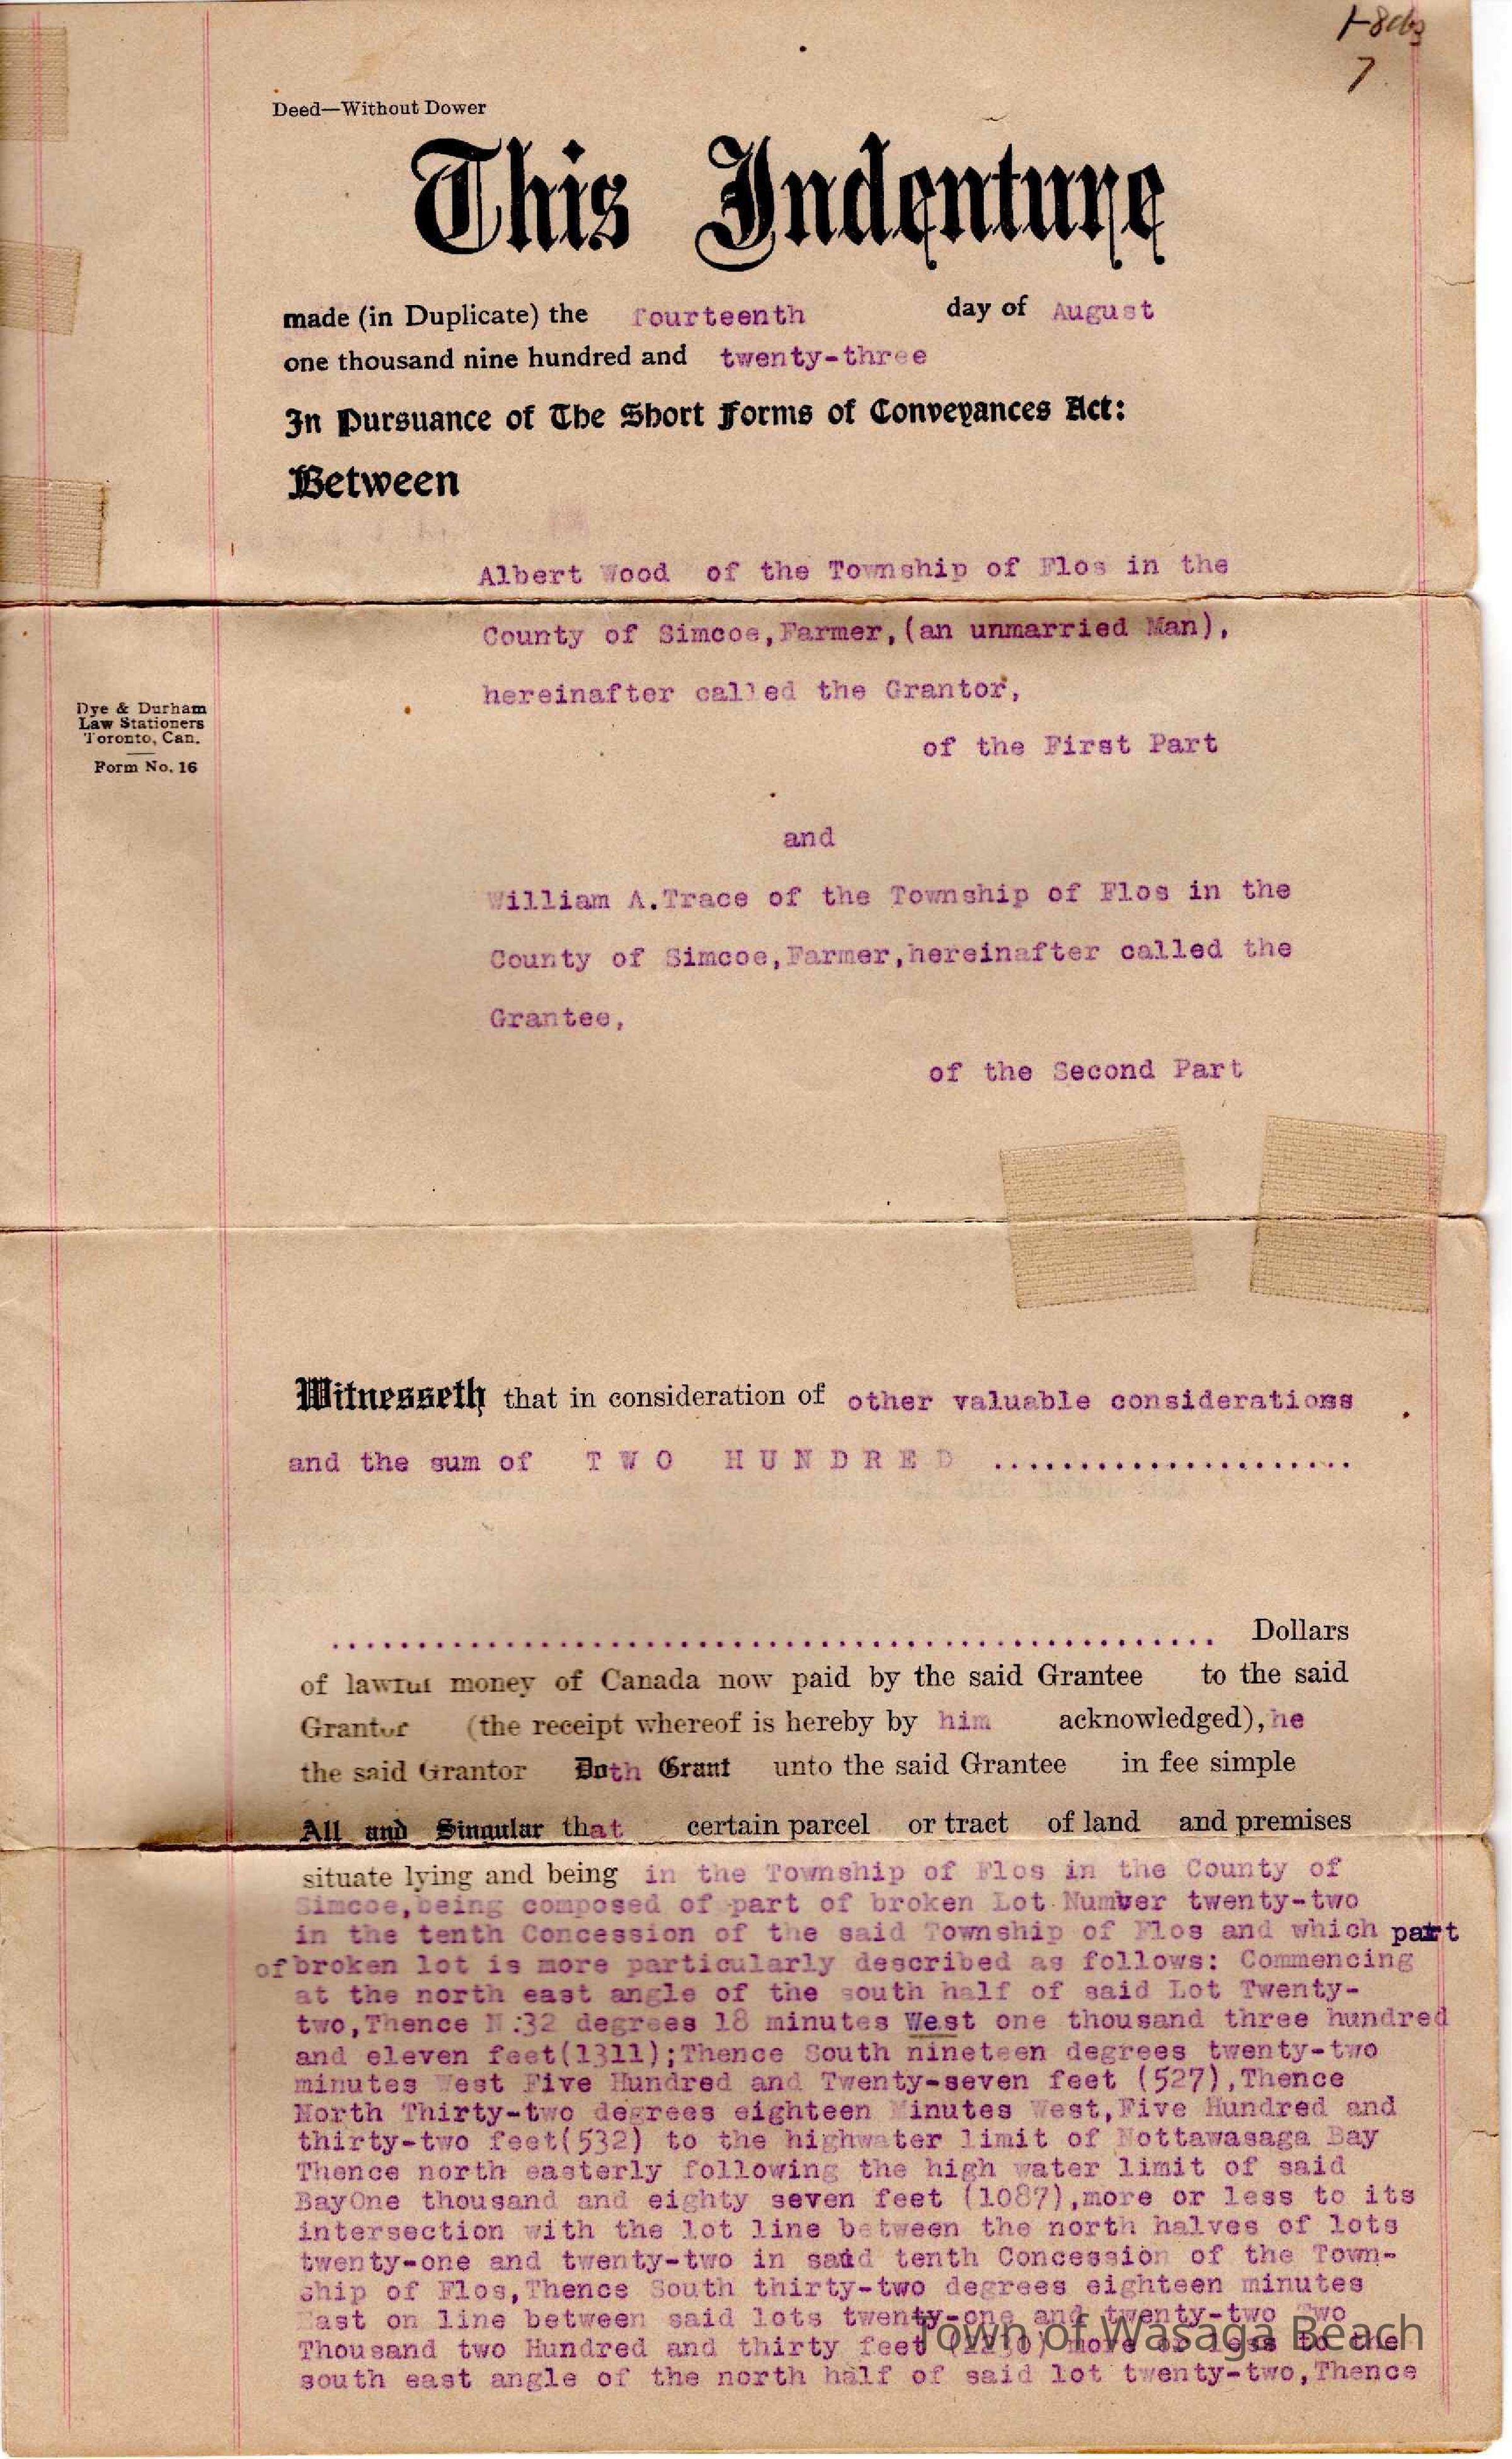 7
Deed—Without Dower
This Indenture
made (in Duplicate) the fourteenth day of August
one thousand nine hundred and twenty-three
In Pursuance of The Short Forms of Conveyances Act:
Between
Albert Wood of the Township of Flos in the
County of Simcoe,Farmer,(an unmarried Man),
hereinafter called the Grantor,
of the First Part
Dye & Durham
Law Stationers
Toronto, Can.
Form No. 16
and
William A.Trace of the Township of Flos in the
County of Simcoe,Farmer,hereinafter called the
Grantee,
of the Second Part
Witnesseth that in consideration of other valuable considerations
and the sum of T W O H U N D R E D .....................
.................................................... Dollars
of lawful money of Canada now paid by the said Grantee to the said
Grantor (the receipt whereof is hereby by him acknowledged), he
the said Grantor Doth Grant unto the said Grantee in fee simple
All and Singular that certain parcel or tract of land and premises
situate lying and being in the Township of Flos in the County of
Simcoe,being composed of part of broken Lot Number twenty-two
in the tenth Concession of the said Township of Flos and which part
of broken lot is more particularly described as follows: Commencing
at the north east angle of the south half of said Lot Twenty-
two,Thence N:32 degrees 18 minutes West one thousand three hundred
and eleven feet(1311);Thence South nineteen degrees twenty-two
minutes West Five Hundred and Twenty-seven feet (527),Thence
North Thirty-two degrees eighteen Minutes West,Five Hundred and
thirty-two feet(532) to the highwater limit of Nottawasaga Bay
Thence north easterly following the high water limit of said
BayOne thousand and eighty seven feet (1087),more or less to its
intersection with the lot line between the north halves of lots
twenty-one and twenty-two in said tenth Concession of the Town-
ship of Flos,Thence South thirty-two degrees eighteen minutes
East on line between said lots twenty-one and twenty-two Two
Thousand two Hundred and thirty feet (2230) more or less to the
south east angle of the north half of said lot twenty-two,Thence
Town of Wasaga Beach